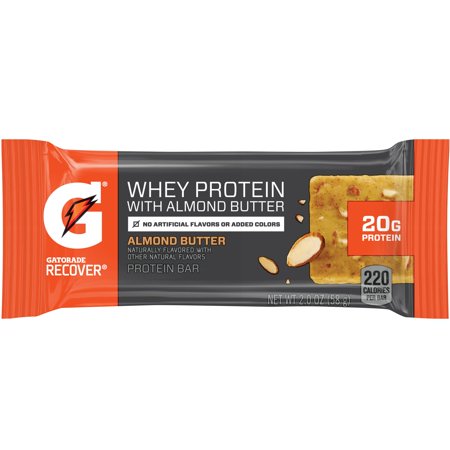 G
GATORADE
RECOVER®
WHEY PROTEIN
WITH ALMOND BUTTER
NO ARTIFICIAL FLAVORS OR ADDED COLORS
ALMOND BUTTER
NATURALLY FLAVORED WITH
OTHER NATURAL FLAVORS
PROTEIN BAR
20G
PROTEIN
220
CALORIES
PER BAR
NET WT 2.0 OZ (58 g)